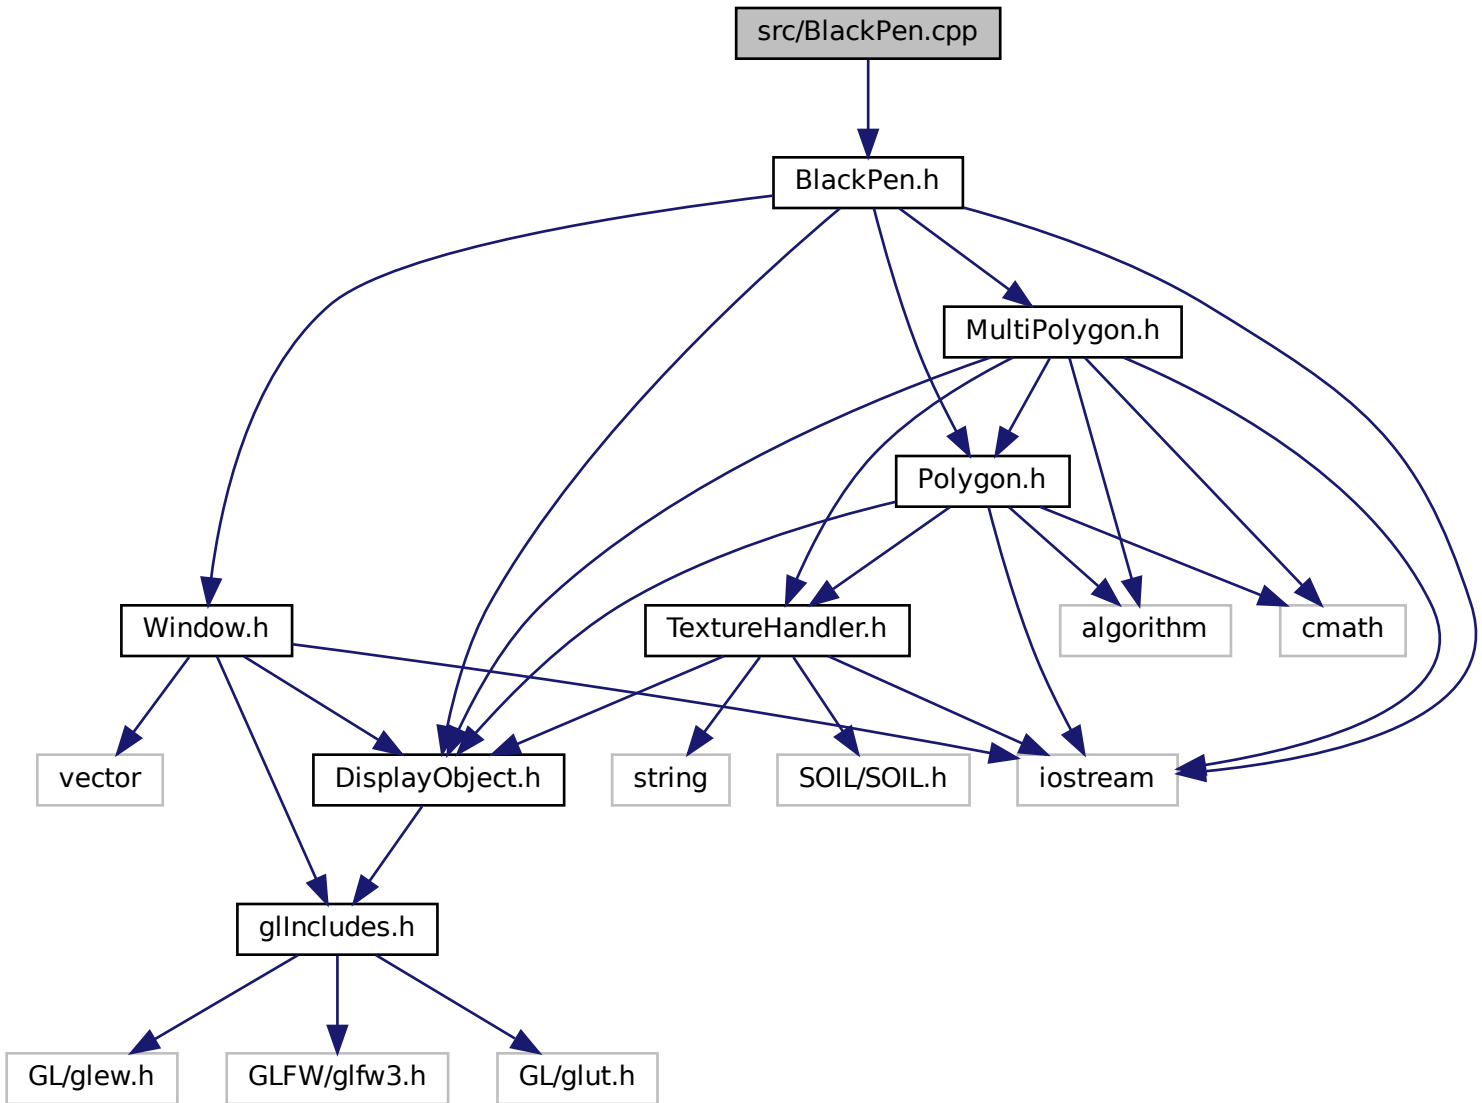 src/BlackPen.cpp
BlackPen.h
MultiPolygon.h
Polygon.h
Window.h
TextureHandler.h
algorithm
cmath
vector
DisplayObject.h
string
SOIL/SOIL.h
iostream
glIncludes.h
GL/glew.h
GLFW/glfw3.h
GL/glut.h